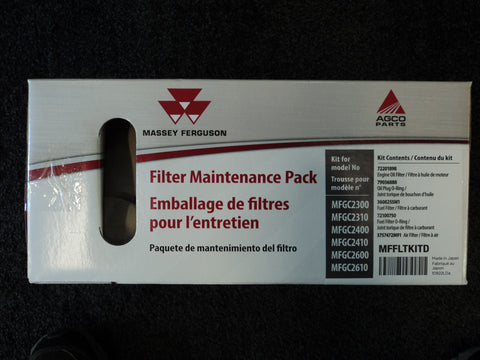 MASSEY FERGUSON
AGCO
PARTS
Filter Maintenance Pack
Emballage de filtres
pour l'entretien
Paquete de mantenimiento del filtro
Kit for
model No
Trousse pour
modèle n°
MFGC2300
MFGC2310
MFGC2400
MFGC2410
MFGC2600
MFGC2610
Kit Contents / Contenu du kit
72201898
Engine Oil Filter / Filtre à huile de moteur
Oil Plug O-Ring /
Joint torique de bouchon d'huile
Fuel Filter / Filtre à carburant
72100750
Fuel Filter O-Ring /
Joint torique de filtre à carburant
3757472M91 Air Filter / Filtre à air
MFFLTKITD
Made in Japan
Fabriqué au
Japon